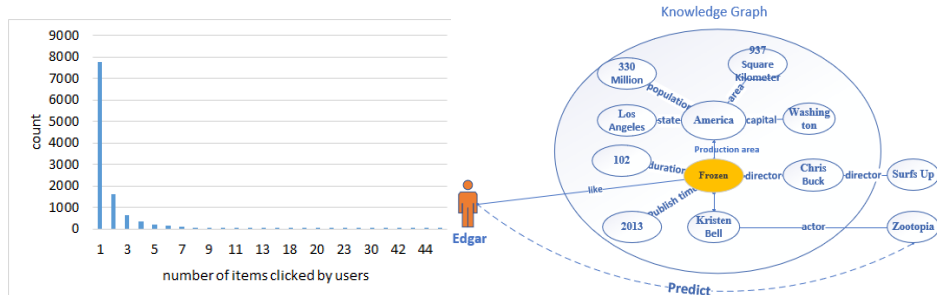 9000
8000
7000
6000
5000
4000
3000
2000
1000
0
count
1 3 5 7 9 11 13 18 20 23 30 42 44
number of items clicked by users
Knowledge Graph
330
Million
937
Square
Kilometer
population
area
Los
Angeles
state
America
capital
Washing
ton
Production area
102
duration
Frozen
director
Chris
Buck
director
Surfs Up
like
Publish time
2013
Kristen
Bell
actor
Zootopia
Edgar
Predict